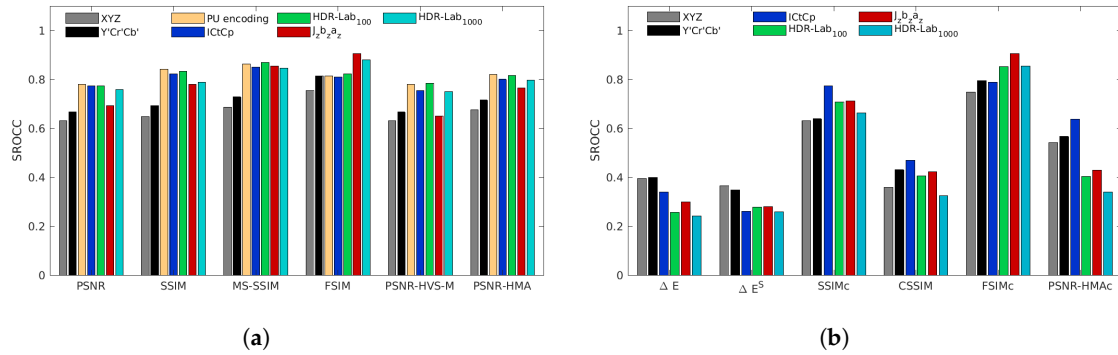 XYZ PU encoding HDR-Lab100 HDR-Lab1000
Y'Cr'Cb' ICtCp Jzbzaz
1
0.8
0.6
0.4
0.2
0
SROCC
PSNR SSIM MS-SSIM FSIM PSNR-HVS-M PSNR-HMA
(a)
XYZ ICtCp Jzbzaz
Y'Cr'Cb' HDR-Lab100 HDR-Lab1000
1
0.8
0.6
0.4
0.2
0
SROCC
Δ E Δ E^S SSIMc CSSIM FSIMc PSNR-HMAc
(b)